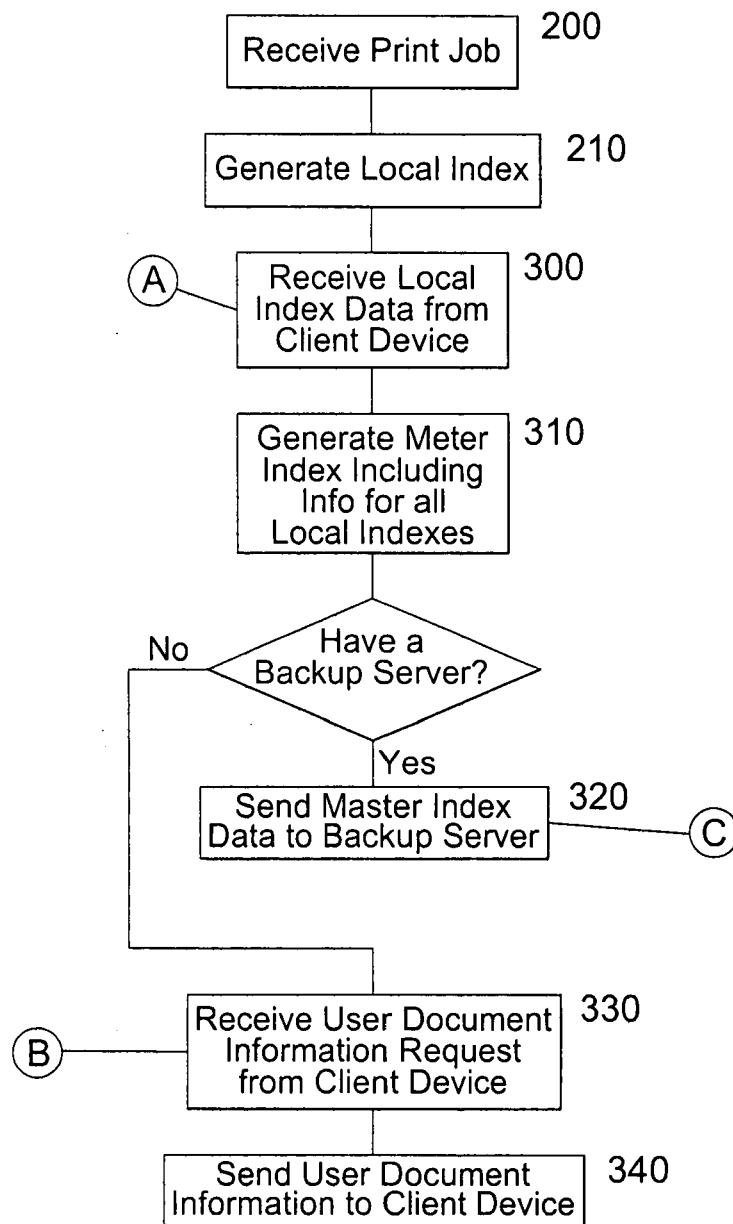 Receive Print Job
200
Generate Local Index
210
A
Receive Local
Index Data from
Client Device
300
Generate Meter
Index Including
Info for all
Local Indexes
310
Have a
Backup Server?
No
Yes
Send Master Index
Data to Backup Server
320
C
Receive User Document
Information Request
from Client Device
330
B
Send User Document
Information to Client Device
340